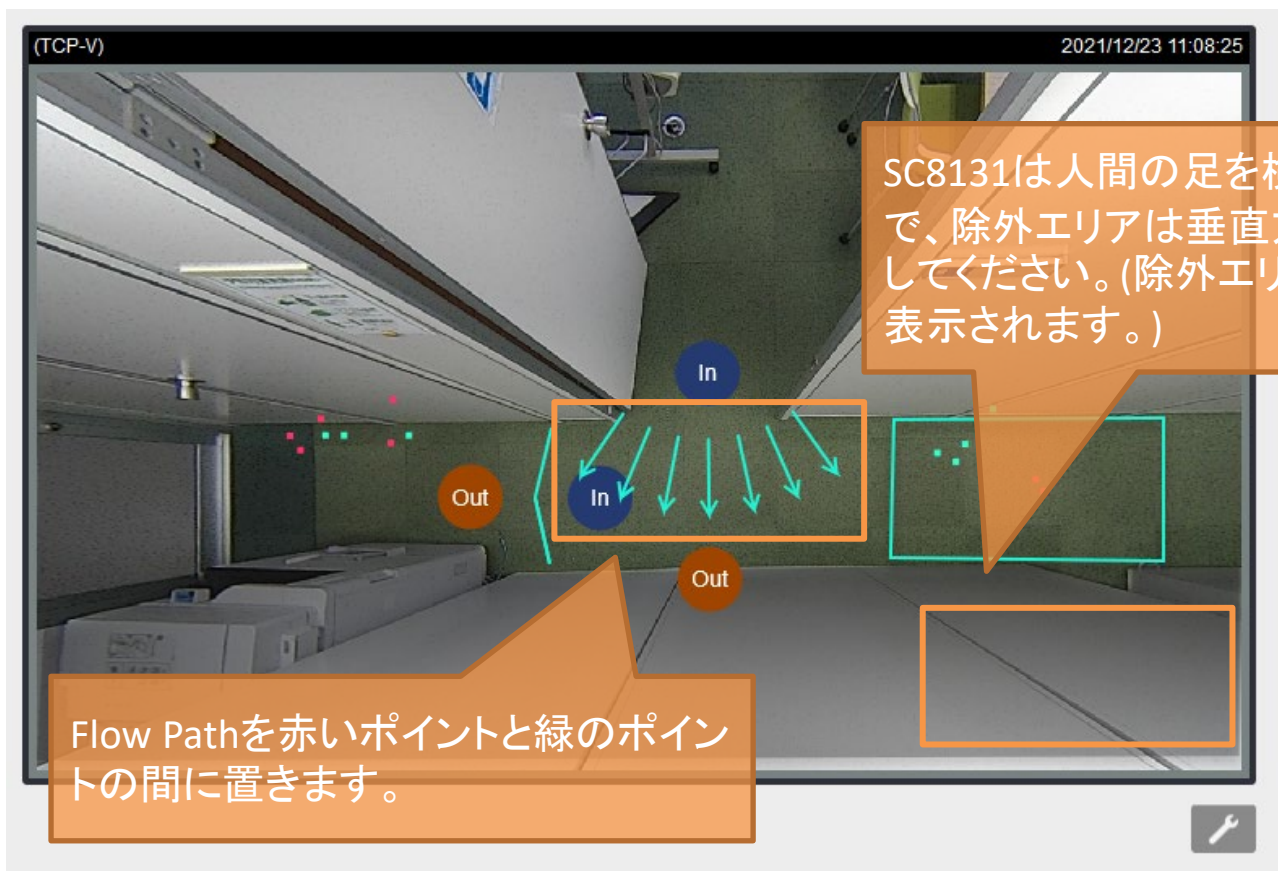 (TCP-V)
2021/12/23 11:08:25
SC8131は人間の足を
で、除外エリアは垂直
してください。(除外エリ
表示されます。)
In
Out
In
Out
Flow Pathを赤いポイントと緑のポイン
トの間に置きます。